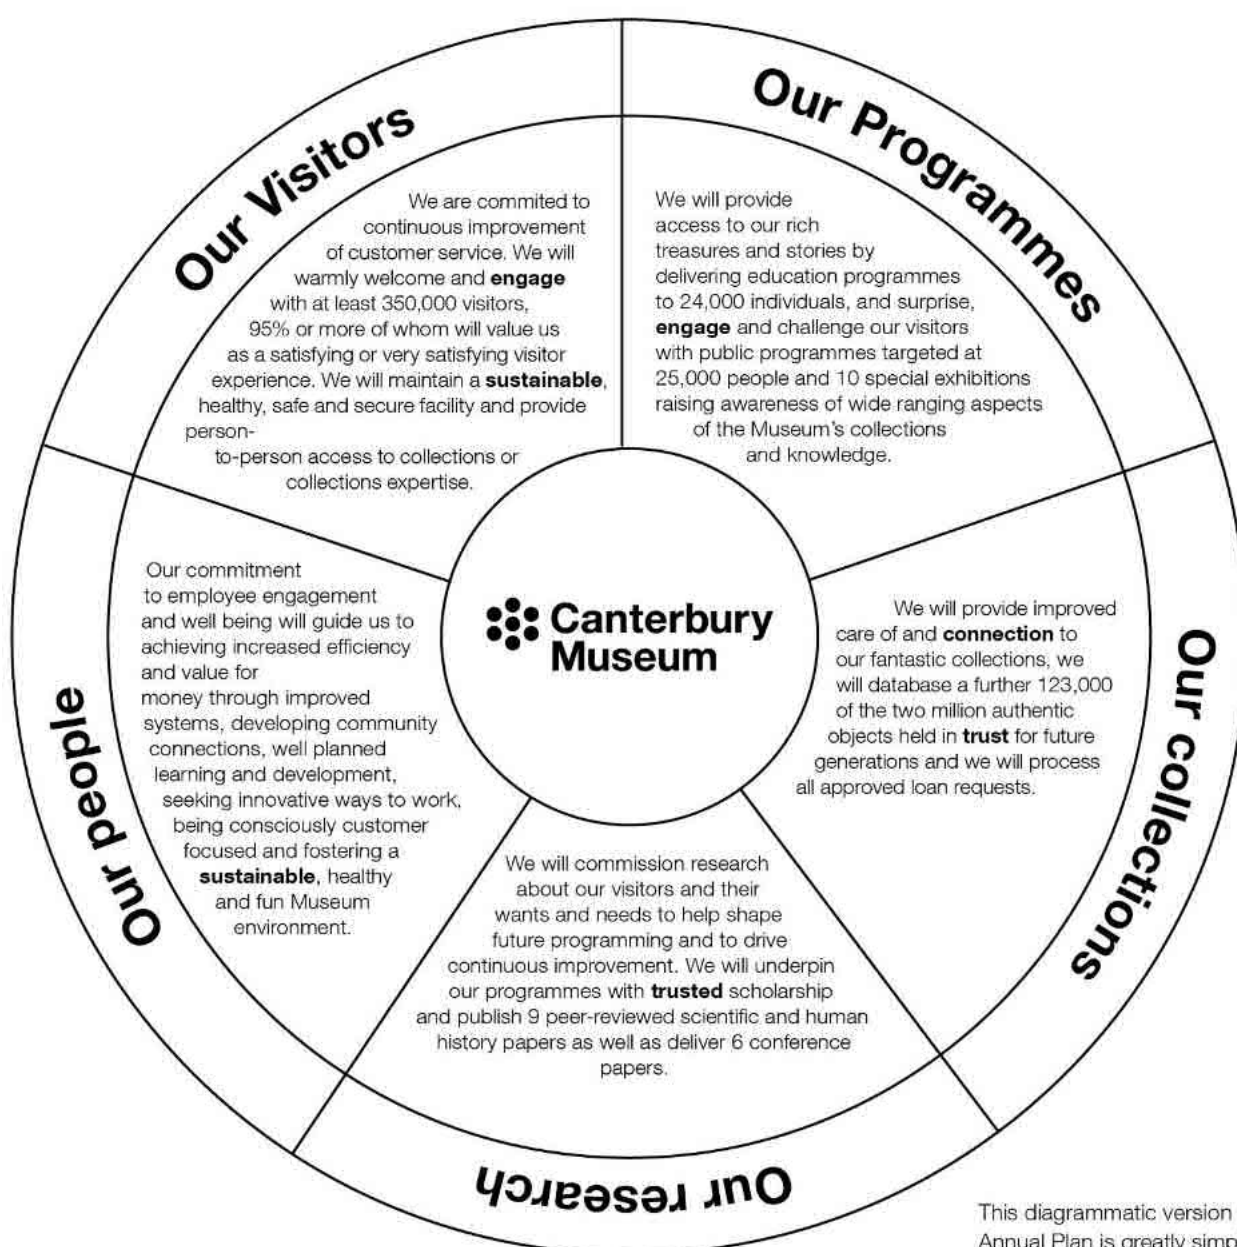 Our Visitors
We are commited to
continuous improvement
of customer service. We will
warmly welcome and engage
with at least 350,000 visitors,
95% or more of whom will value us
as a satisfying or very satisfying visitor
experience. We will maintain a sustainable,
healthy, safe and secure facility and provide
person-
to-person access to collections or
collections expertise.
Our Programmes
We will provide
access to our rich
treasures and stories by
delivering education programmes
to 24,000 individuals, and surprise,
engage and challenge our visitors
with public programmes targeted at
25,000 people and 10 special exhibitions
raising awareness of wide ranging aspects
of the Museum's collections
and knowledge.
Our collections
We will provide improved
care of and connection to
our fantastic collections, we
will database a further 123,000
of the two million authentic
objects held in trust for future
generations and we will process
all approved loan requests.
Our research
We will commission research
about our visitors and their
wants and needs to help shape
future programming and to drive
continuous improvement. We will underpin
our programmes with trusted scholarship
and publish 9 peer-reviewed scientific and human
history papers as well as deliver 6 conference
papers.
Our people
Our commitment
to employee engagement
and well being will guide us to
achieving increased efficiency
and value for
money through improved
systems, developing community
connections, well planned
learning and development,
seeking innovative ways to work,
being consciously customer
focused and fostering a
sustainable, healthy
and fun Museum
environment.
Canterbury
Museum
This diagrammatic version
Annual Plan is greatly simp